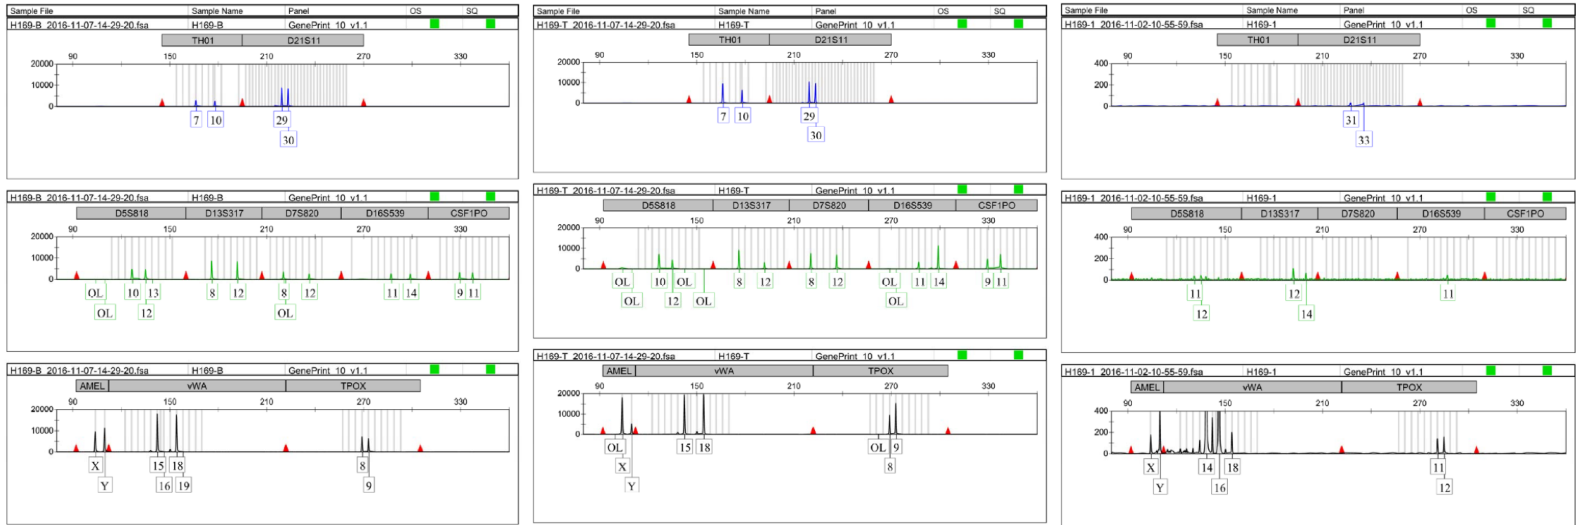 Sample File Sample Name Panel OS SQ
H169-B_2016-11-07-14-29-20.fsa H169-B GenePrint_10_v1.1
TH01 D21S11
90 150 210 270 330
20000
10000
0
7 10 29
30
H169-B_2016-11-07-14-29-20.fsa H169-B GenePrint_10_v1.1
D5S818 D13S317 D7S820 D16S539 CSF1PO
90 150 210 270 330
20000
10000
0
OL 10 13 8 12 8 12 11 14 9 11
OL 12 OL
H169-B_2016-11-07-14-29-20.fsa H169-B GenePrint_10_v1.1
AMEL vWA TPOX
90 150 210 270 330
20000
10000
0
X 15 18 8
Y 16 19 9
Sample File Sample Name Panel OS SQ
H169-T_2016-11-07-14-29-20.fsa H169-T GenePrint_10_v1.1
TH01 D21S11
90 150 210 270 330
20000
10000
0
7 10 29
30
H169-T_2016-11-07-14-29-20.fsa H169-T GenePrint_10_v1.1
D5S818 D13S317 D7S820 D16S539 CSF1PO
90 150 210 270 330
20000
10000
0
OL 10 OL 8 12 8 12 OL 11 14 9 11
OL 12 OL OL
H169-T_2016-11-07-14-29-20.fsa H169-T GenePrint_10_v1.1
AMEL vWA TPOX
90 150 210 270 330
20000
10000
0
OL 15 18 OL 9
X 8
Y
Sample File Sample Name Panel OS SQ
H169-1_2016-11-02-10-55-59.fsa H169-1 GenePrint_10_v1.1
TH01 D21S11
90 150 210 270 330
400
200
0
31
33
H169-1_2016-11-02-10-55-59.fsa H169-1 GenePrint_10_v1.1
D5S818 D13S317 D7S820 D16S539 CSF1PO
90 150 210 270 330
400
200
0
11 12 11
12 14
H169-1_2016-11-02-10-55-59.fsa H169-1 GenePrint_10_v1.1
AMEL vWA TPOX
90 150 210 270 330
400
200
0
X 14 18 11
Y 16 12